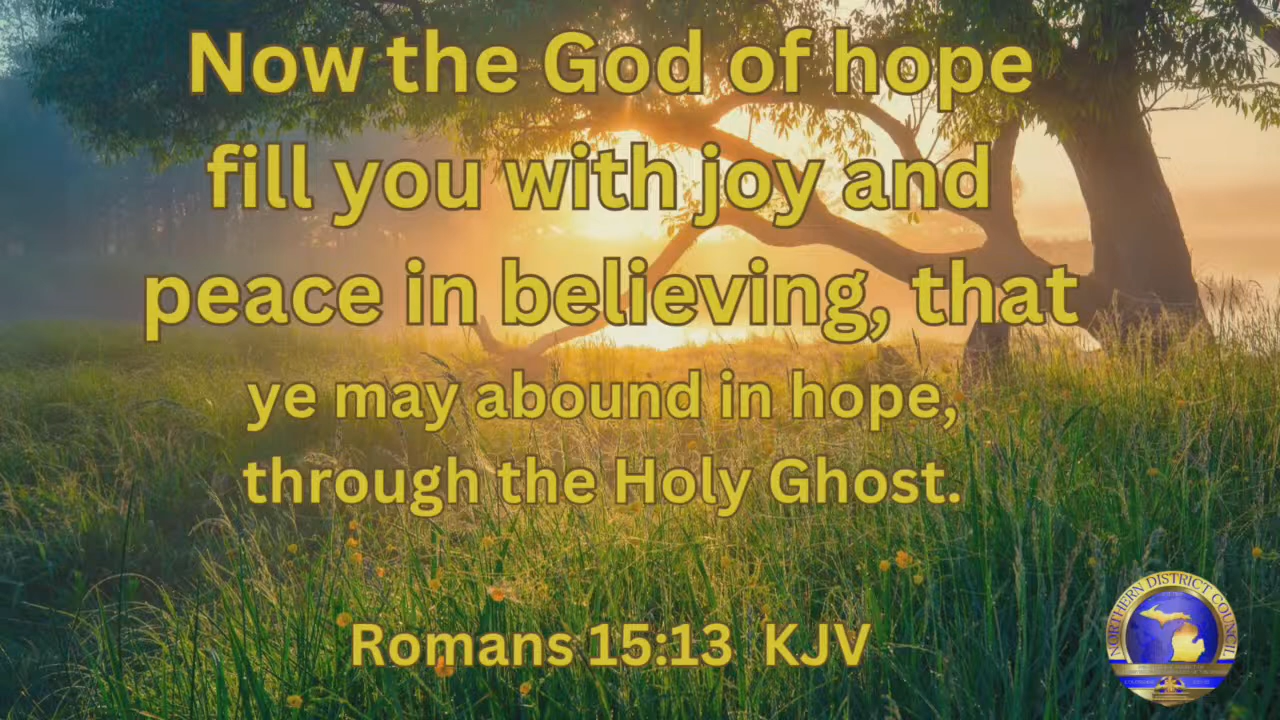 Now the God of hope
fill you with joy and
peace in believing, that
ye may abound in hope,
through the Holy Ghost.
Romans 15:13 KJV
NORTHERN DISTRICT COUNCIL